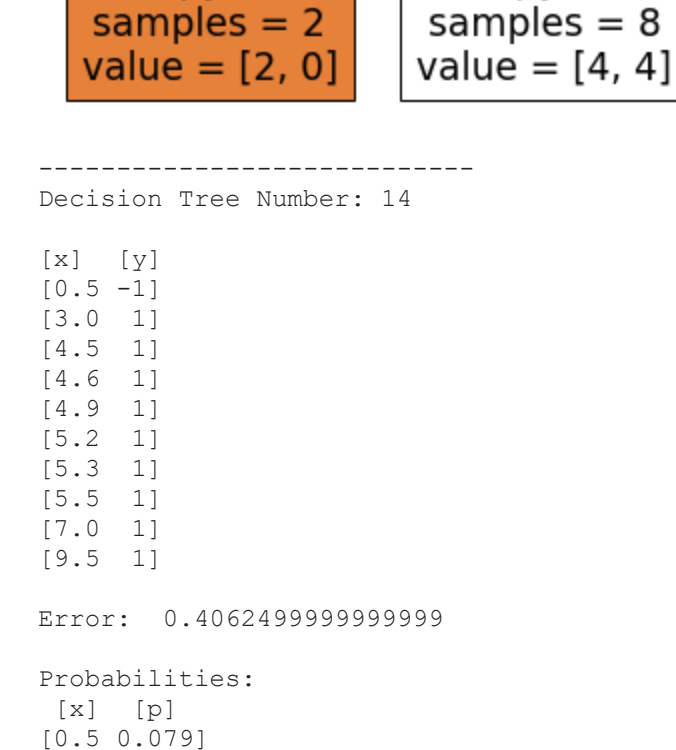 samples = 2
value = [2, 0]
samples = 8
value = [4, 4]
----------------------------
Decision Tree Number: 14
[x]  [y]
[0.5 -1]
[3.0  1]
[4.5  1]
[4.6  1]
[4.9  1]
[5.2  1]
[5.3  1]
[5.5  1]
[7.0  1]
[9.5  1]
Error:  0.4062499999999999
Probabilities:
 [x]  [p]
[0.5 0.079]